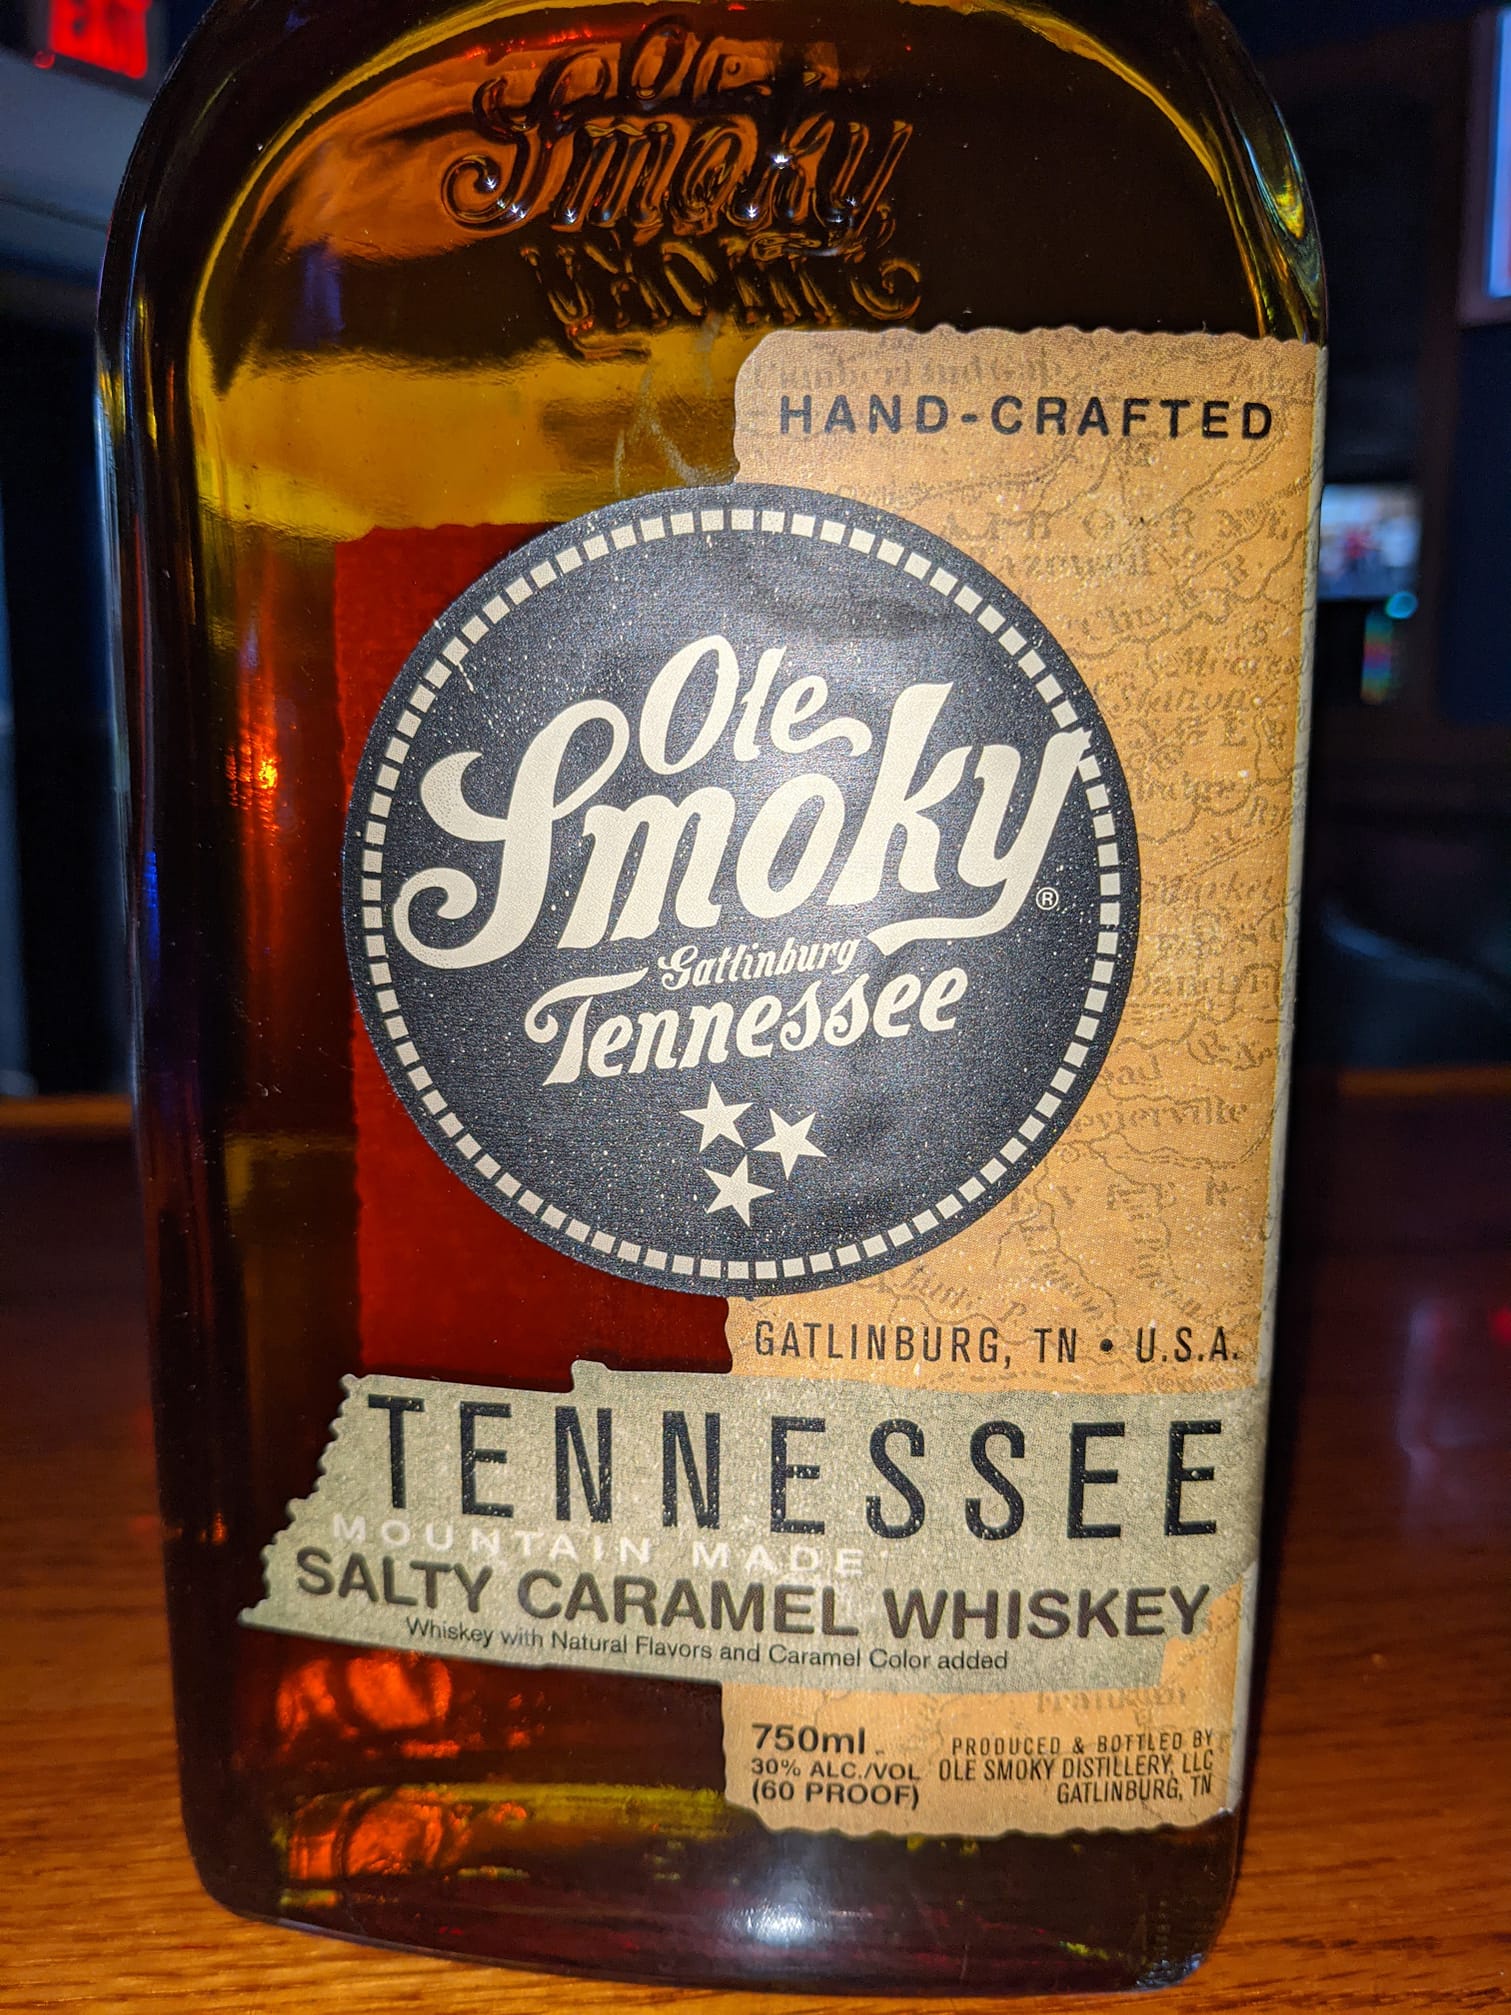 EXIT
Ole
Smoky
HAND-CRAFTED
Ole
Smoky®
Gatlinburg
Tennessee
GATLINBURG, TN • U.S.A.
TENNESSEE
MOUNTAIN MADE
SALTY CARAMEL WHISKEY
Whiskey with Natural Flavors and Caramel Color added
750ml
30% ALC./VOL
(60 PROOF)
PRODUCED & BOTTLED BY
OLE SMOKY DISTILLERY, LLC
GATLINBURG, TN